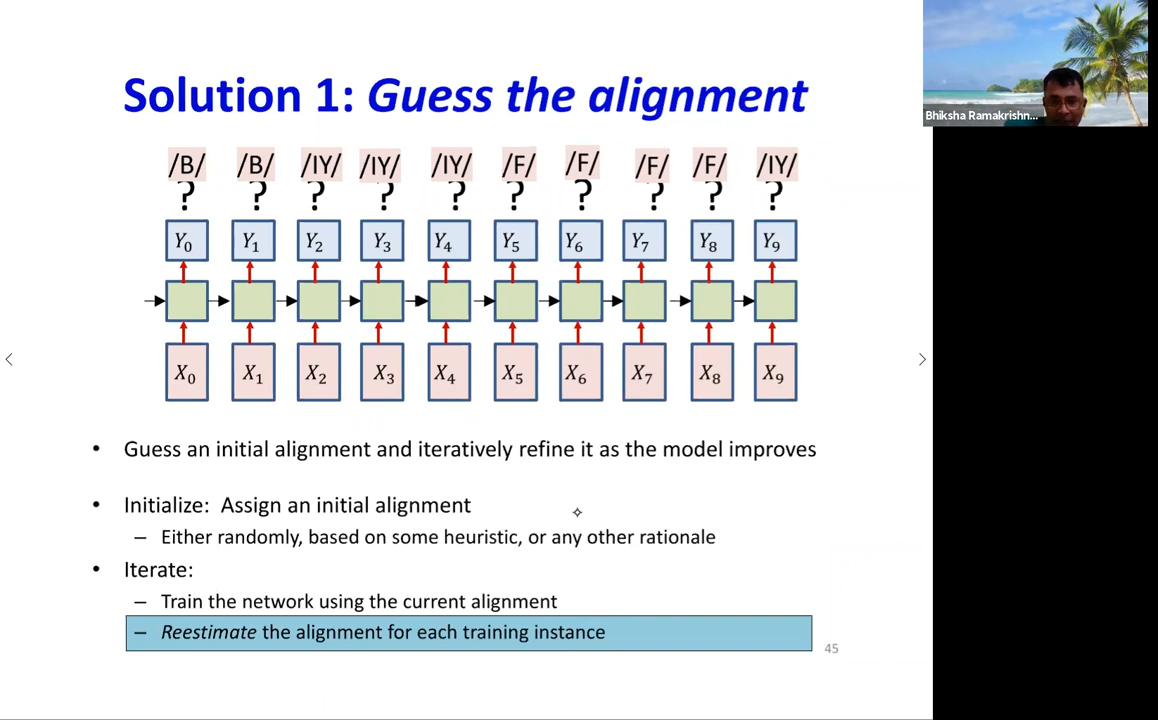 Solution 1: Guess the alignment
Bhiksha Ramakrishn...
/B/ /B/ /IY/ /IY/ /IY/ /F/ /F/ /F/ /F/ /IY/
? ? ? ? ? ? ? ? ? ?
Y0 Y1 Y2 Y3 Y4 Y5 Y6 Y7 Y8 Y9
X0 X1 X2 X3 X4 X5 X6 X7 X8 X9
• Guess an initial alignment and iteratively refine it as the model improves
• Initialize: Assign an initial alignment
– Either randomly, based on some heuristic, or any other rationale
• Iterate:
– Train the network using the current alignment
– Reestimate the alignment for each training instance
45